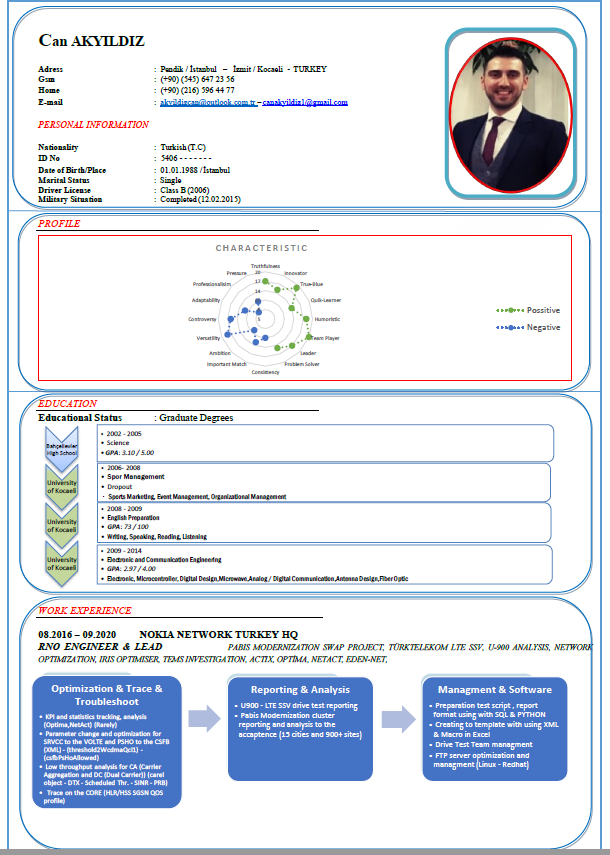 Can AKYILDIZ
Adress : Pendik / İstanbul – İzmit / Kocaeli - TURKEY
Gsm : (+90) (545) 647 23 56
Home : (+90) (216) 596 44 77
E-mail : akyildizcan@outlook.com.tr – canakyildiz1@gmail.com
PERSONAL INFORMATION
Nationality : Turkish (T.C)
ID No : 5406 - - - - - - -
Date of Birth/Place : 01.01.1988 / Istanbul
Marital Status : Single
Driver License : Class B (2006)
Military Situation : Completed (12.02.2015)
PROFILE
CHARACTERISTIC
Truthfulness
Innovator
True-Blue
Quik-Learner
Humoristic
Team Player
Leader
Problem Solver
Consistency
Important Match
Ambition
Versatility
Controversy
Adaptability
Professionalisim
Pressure
20
17
14
5
Possitive
Negative
EDUCATION
Educational Status : Graduate Degrees
Bahçelievler
High School
• 2002 - 2005
• Science
• GPA: 3.10 / 5.00
University
of Kocaeli
• 2006- 2008
• Spor Management
• Dropout
• Sports Marketing, Event Management, Organizational Management
University
of Kocaeli
• 2008 - 2009
• English Preparation
• GPA: 73 / 100
• Writing, Speaking, Reading, Listening
University
of Kocaeli
• 2009 - 2014
• Electronic and Communication Engineering
• GPA: 2.97 / 4.00
• Electronic, Microcontroller, Digital Design,Microwave,Analog / Digital Communication,Antenna Design,Fiber Optic
WORK EXPERIENCE
08.2016 – 09.2020 NOKIA NETWORK TURKEY HQ
RNO ENGINEER & LEAD PABIS MODERNIZATION SWAP PROJECT, TÜRKTELEKOM LTE SSV, U-900 ANALYSIS, NETWORK
OPTIMIZATION, IRIS OPTIMISER, TEMS INVESTIGATION, ACTIX, OPTIMA, NETACT, EDEN-NET,
Optimization & Trace &
Troubleshoot
• KPI and statistics tracking, analysis
(Optima,NetAct) (Rarely)
• Parameter change and optimization for
SRVCC to the VOLTE and PSHO to the CSFB
(XML) - (threshold2WcdmaQci1) -
(csfbPsHoAllowed)
• Low throughput analysis for CA (Carrier
Aggregation and DC (Dual Carrier)) (carel
object - DTX - Scheduled Thr. - SINR - PRB)
• Trace on the CORE (HLR/HSS SGSN QOS
profile)
Reporting & Analysis
• U900 - LTE SSV drive test reporting
• Pabis Modernization cluster
reporting and analysis to the
accaptence (15 cities and 900+ sites)
Managment & Software
• Preparation test script , report
format using with SQL & PYTHON
• Creating to template with using XML
& Macro in Excel
• Drive Test Team managment
• FTP server optimization and
managment (Linux - Redhat)